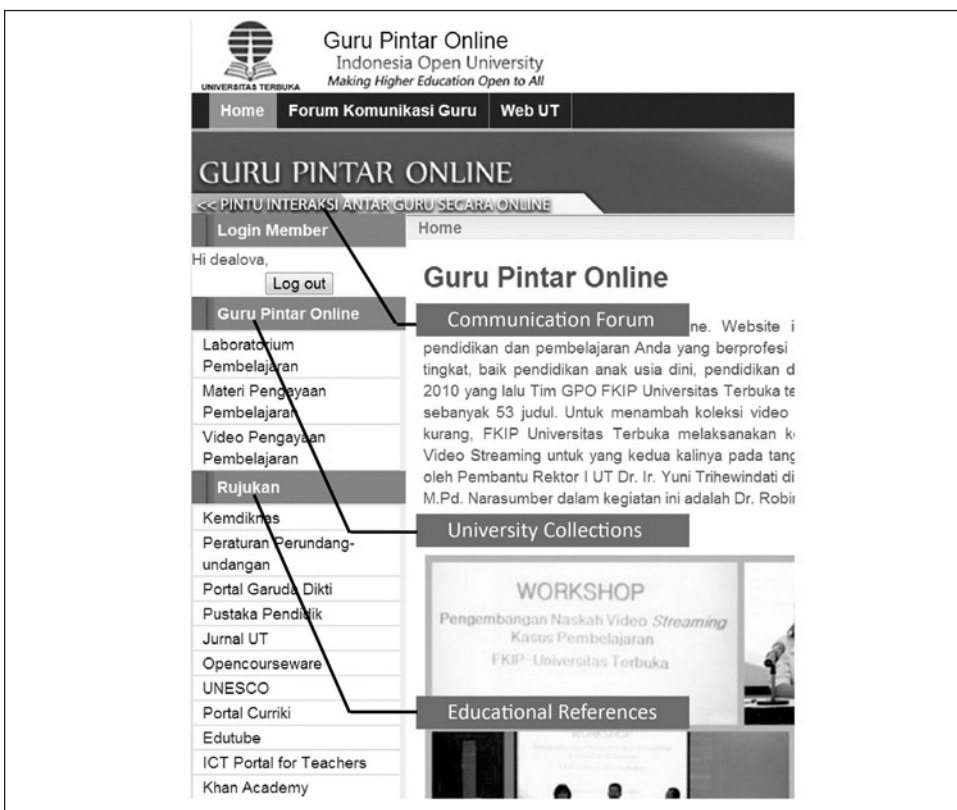 Guru Pintar Online
Indonesia Open University
Making Higher Education Open to All
UNIVERSITAS TERBUKA
Home Forum Komunikasi Guru Web UT
GURU PINTAR ONLINE
<< PINTU INTERAKSI ANTAR GURU SECARA ONLINE
Login Member
Hi dealova,
Log out
Guru Pintar Online
Laboratorium
Pembelajaran
Materi Pengayaan
Pembelajaran
Video Pengayaan
Pembelajaran
Rujukan
Kemdiknas
Peraturan Perundang-
undangan
Portal Garuda Dikti
Pustaka Pendidik
Jurnal UT
Opencourseware
UNESCO
Portal Curriki
Edutube
ICT Portal for Teachers
Khan Academy
Home
Guru Pintar Online
Communication Forum
ne. Website i
pendidikan dan pembelajaran Anda yang berprofesi
tingkat, baik pendidikan anak usia dini, pendidikan d
2010 yang lalu Tim GPO FKIP Universitas Terbuka te
sebanyak 53 judul. Untuk menambah koleksi video
kurang, FKIP Universitas Terbuka melaksanakan k
Video Streaming untuk yang kedua kalinya pada tang
oleh Pembantu Rektor I UT Dr. Ir. Yuni Trihewindati di
M.Pd. Narasumber dalam kegiatan ini adalah Dr. Robin
University Collections
WORKSHOP
Pengembangan Naskah Video Streaming
Kasus Pembelajaran
FKIP-Universitas Terbuka
Educational References
WORKSHOP